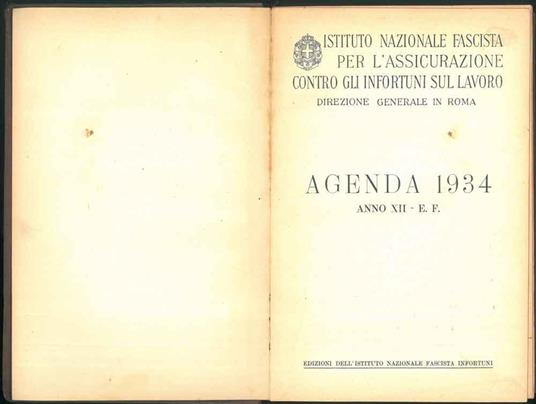 ISTITUTO NAZIONALE FASCISTA
PER L'ASSICURAZIONE
CONTRO GLI INFORTUNI SUL LAVORO
DIREZIONE GENERALE IN ROMA
AGENDA 1934
ANNO XII - E. F.
EDIZIONI DELL'ISTITUTO NAZIONALE FASCISTA INFORTUNI